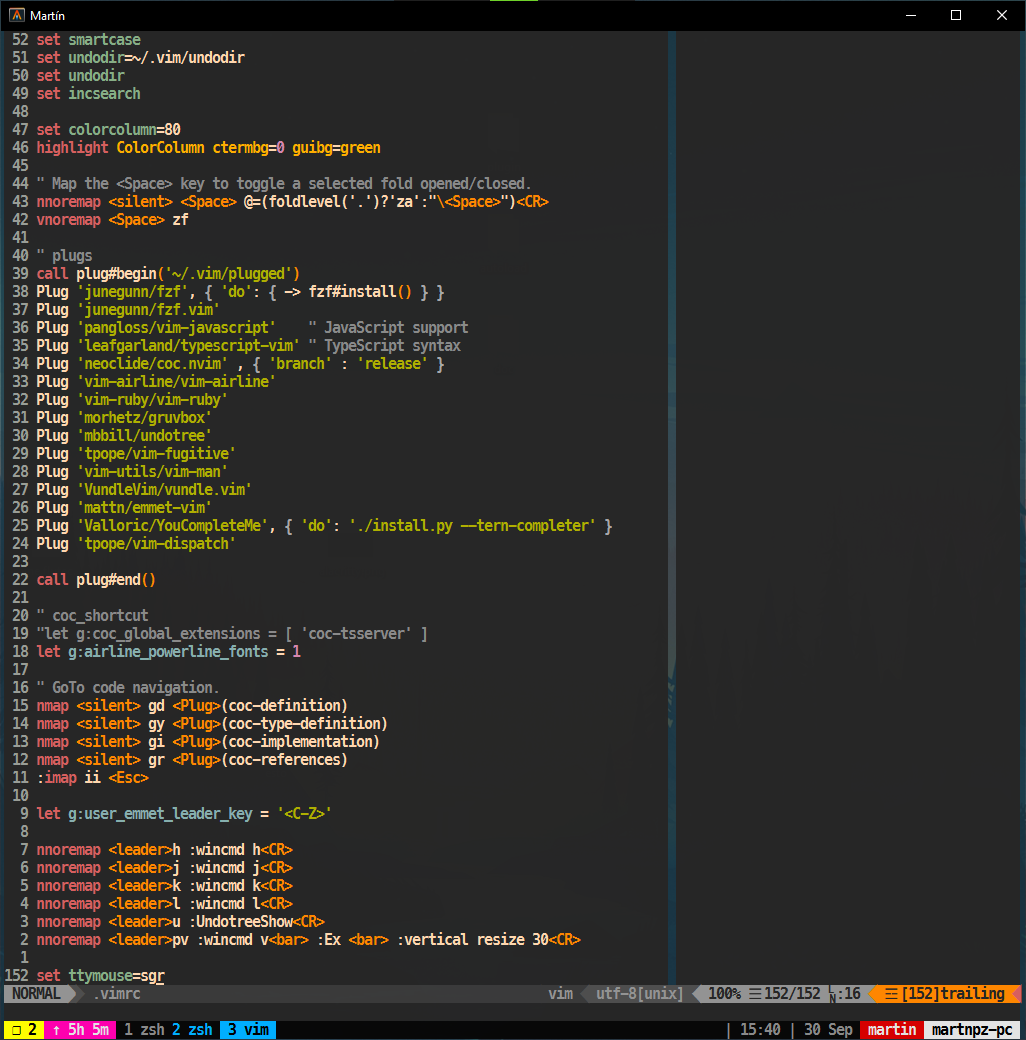 Martín
52 set smartcase
51 set undodir=~/.vim/undodir
50 set undodir
49 set incsearch
48
47 set colorcolumn=80
46 highlight ColorColumn ctermbg=0 guibg=green
45
44 " Map the <Space> key to toggle a selected fold opened/closed.
43 nnoremap <silent> <Space> @=(foldlevel('.')?'za':"\<Space>")<CR>
42 vnoremap <Space> zf
41
40 " plugs
39 call plug#begin('~/.vim/plugged')
38 Plug 'junegunn/fzf', { 'do': { -> fzf#install() } }
37 Plug 'junegunn/fzf.vim'
36 Plug 'pangloss/vim-javascript'    " JavaScript support
35 Plug 'leafgarland/typescript-vim' " TypeScript syntax
34 Plug 'neoclide/coc.nvim' , { 'branch' : 'release' }
33 Plug 'vim-airline/vim-airline'
32 Plug 'vim-ruby/vim-ruby'
31 Plug 'morhetz/gruvbox'
30 Plug 'mbbill/undotree'
29 Plug 'tpope/vim-fugitive'
28 Plug 'vim-utils/vim-man'
27 Plug 'VundleVim/vundle.vim'
26 Plug 'mattn/emmet-vim'
25 Plug 'Valloric/YouCompleteMe', { 'do': './install.py --tern-completer' }
24 Plug 'tpope/vim-dispatch'
23
22 call plug#end()
21
20 " coc_shortcut
19 "let g:coc_global_extensions = [ 'coc-tsserver' ]
18 let g:airline_powerline_fonts = 1
17
16 " GoTo code navigation.
15 nmap <silent> gd <Plug>(coc-definition)
14 nmap <silent> gy <Plug>(coc-type-definition)
13 nmap <silent> gi <Plug>(coc-implementation)
12 nmap <silent> gr <Plug>(coc-references)
11 :imap ii <Esc>
10
9 let g:user_emmet_leader_key = '<C-Z>'
8
7 nnoremap <leader>h :wincmd h<CR>
6 nnoremap <leader>j :wincmd j<CR>
5 nnoremap <leader>k :wincmd k<CR>
4 nnoremap <leader>l :wincmd l<CR>
3 nnoremap <leader>u :UndotreeShow<CR>
2 nnoremap <leader>pv :wincmd v<bar> :Ex <bar> :vertical resize 30<CR>
1
152 set ttymouse=sgr
NORMAL .vimrc vim utf-8[unix] 100% ☰ 152/152 LN:16 ☲ [152]trailing
❐ 2 ↑ 5h 5m 1 zsh 2 zsh 3 vim | 15:40 | 30 Sep martin martnpz-pc